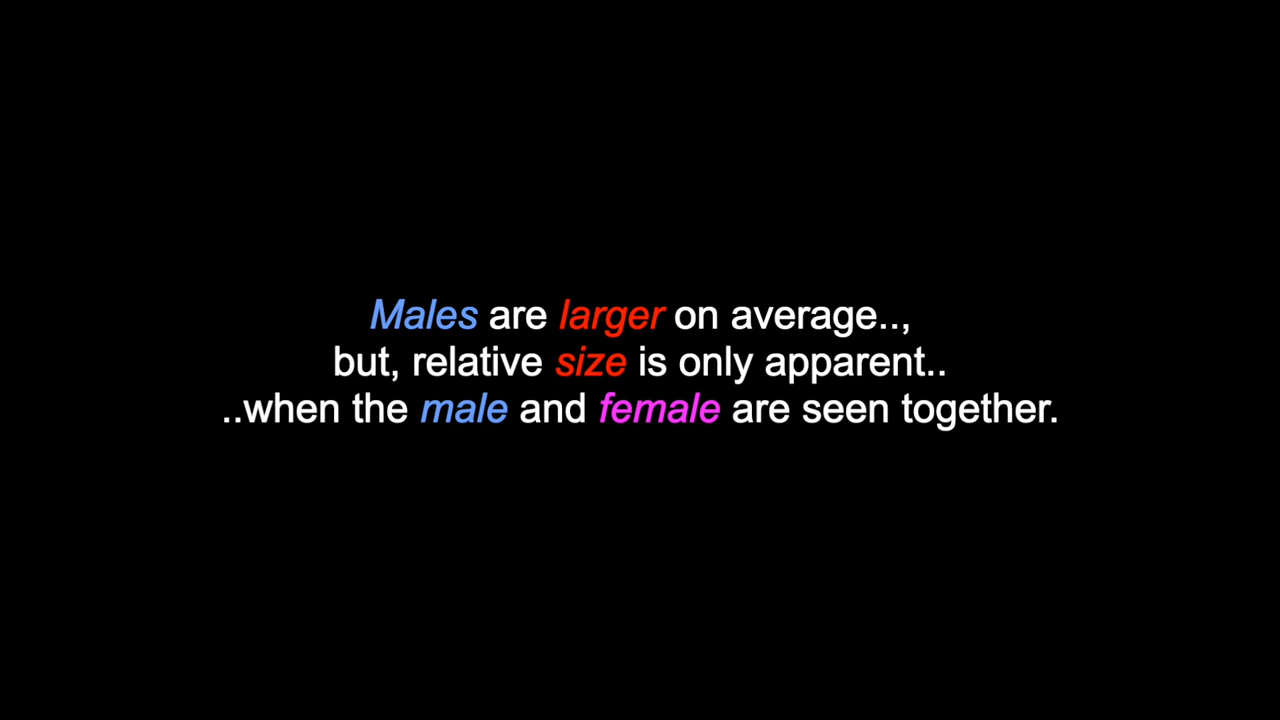 Males are larger on average..,
but, relative size is only apparent..
..when the male and female are seen together.